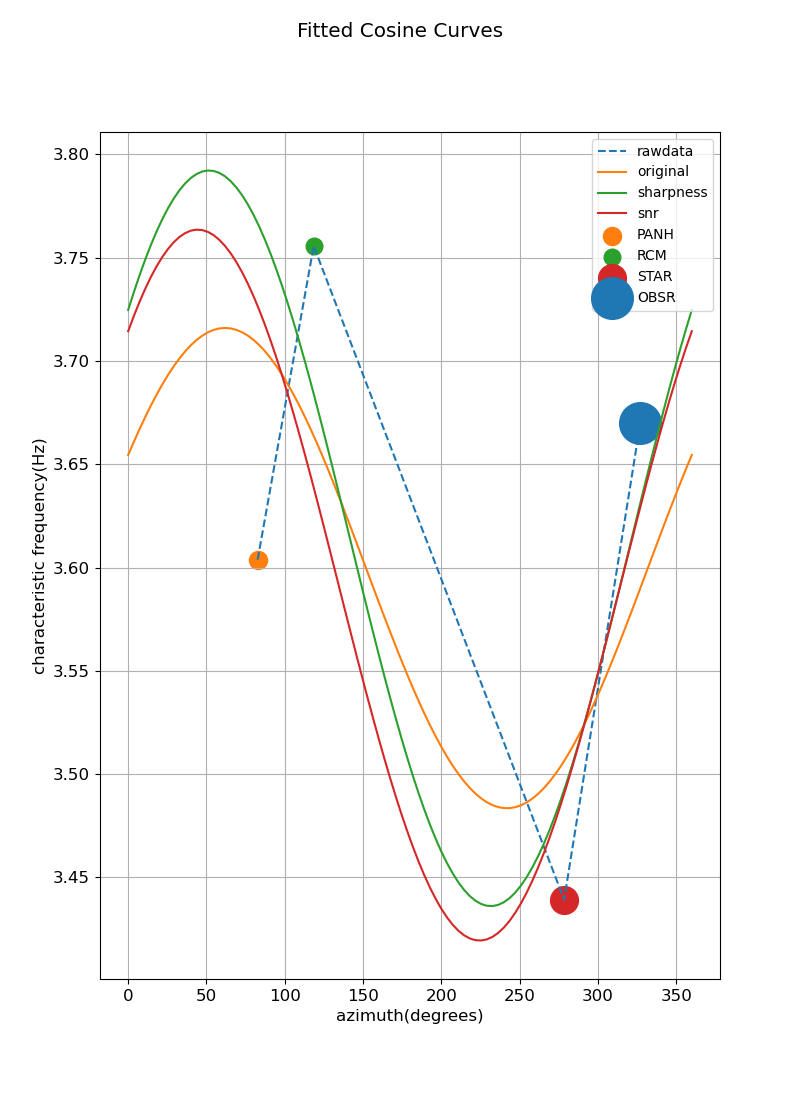 Fitted Cosine Curves
3.80
3.75
3.70
3.65
3.60
3.55
3.50
3.45
characteristic frequency(Hz)
rawdata
original
sharpness
snr
PANH
RCM
STAR
OBSR
0 50 100 150 200 250 300 350
azimuth(degrees)